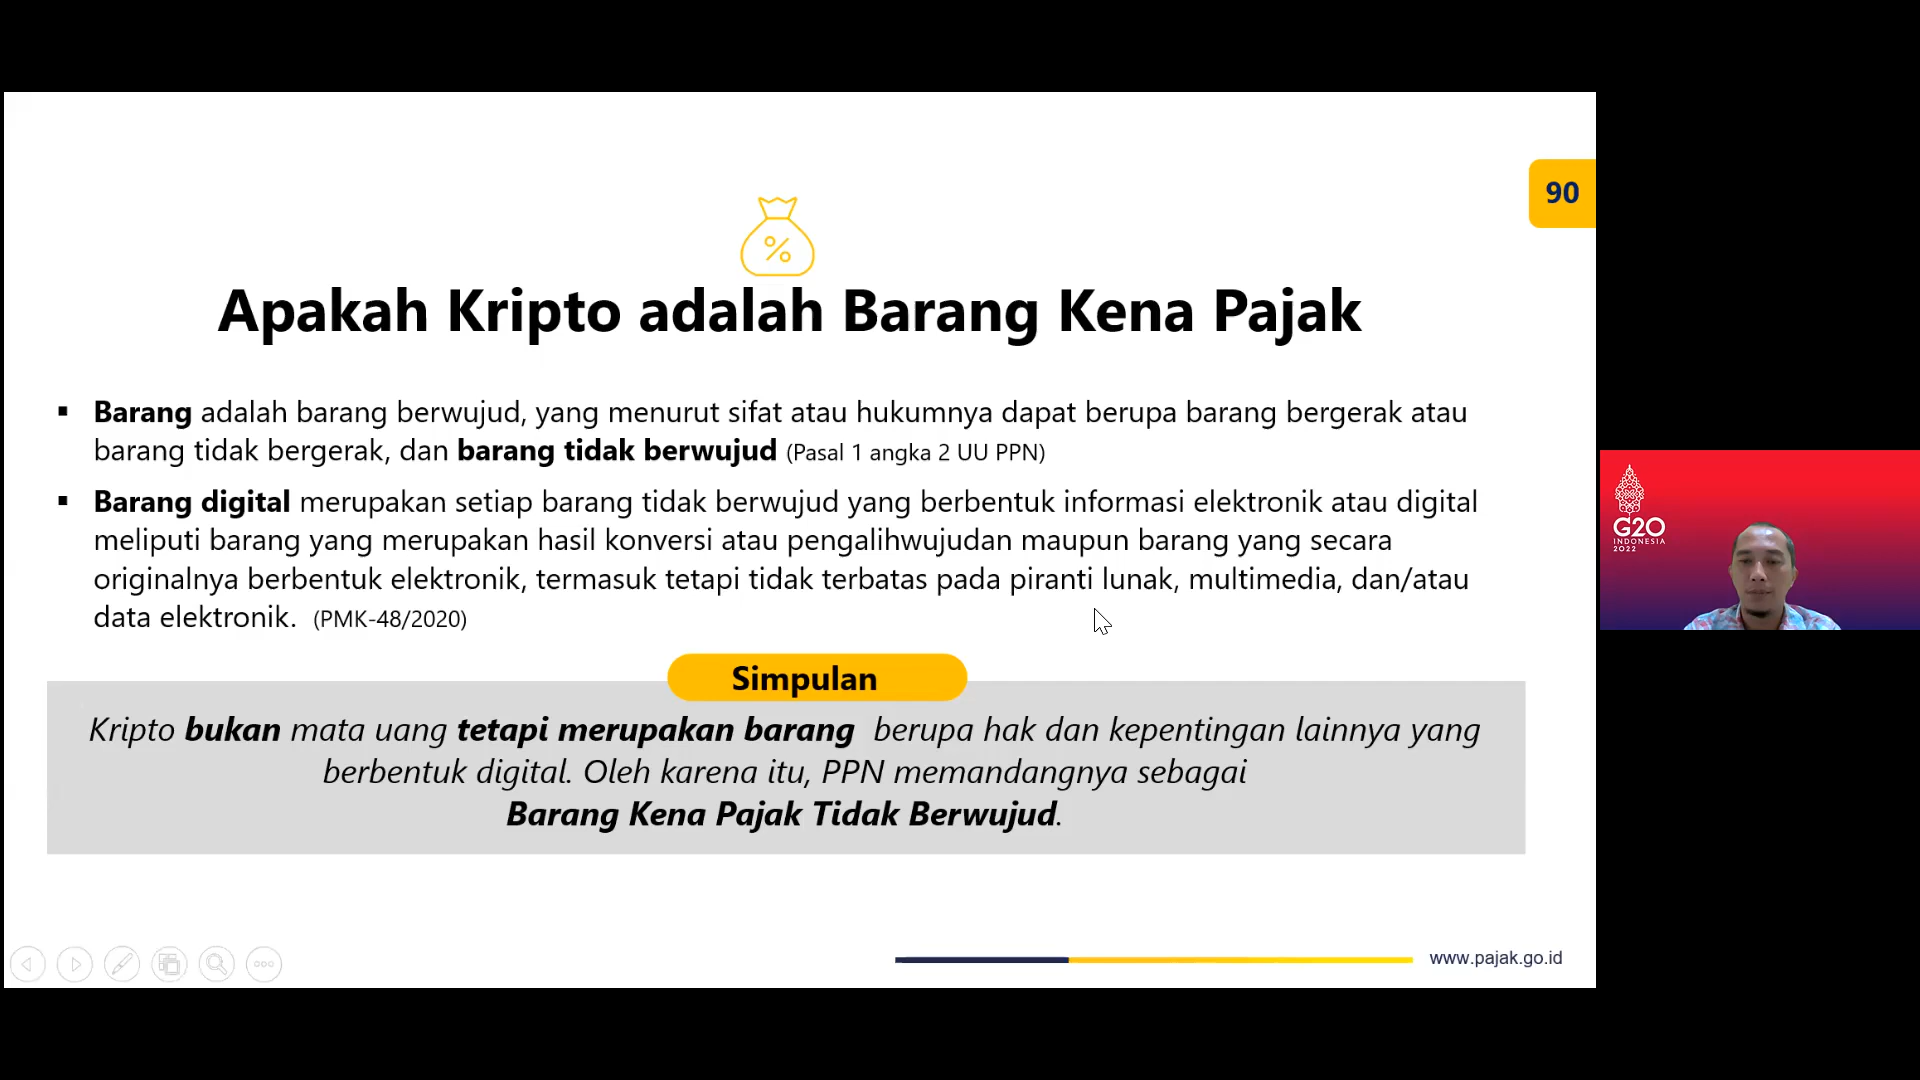 90
%
Apakah Kripto adalah Barang Kena Pajak
▪ Barang adalah barang berwujud, yang menurut sifat atau hukumnya dapat berupa barang bergerak atau
barang tidak bergerak, dan barang tidak berwujud (Pasal 1 angka 2 UU PPN)
▪ Barang digital merupakan setiap barang tidak berwujud yang berbentuk informasi elektronik atau digital
meliputi barang yang merupakan hasil konversi atau pengalihwujudan maupun barang yang secara
originalnya berbentuk elektronik, termasuk tetapi tidak terbatas pada piranti lunak, multimedia, dan/atau
data elektronik. (PMK-48/2020)
Simpulan
Kripto bukan mata uang tetapi merupakan barang berupa hak dan kepentingan lainnya yang
berbentuk digital. Oleh karena itu, PPN memandangnya sebagai
Barang Kena Pajak Tidak Berwujud.
www.pajak.go.id
G20
INDONESIA
2022